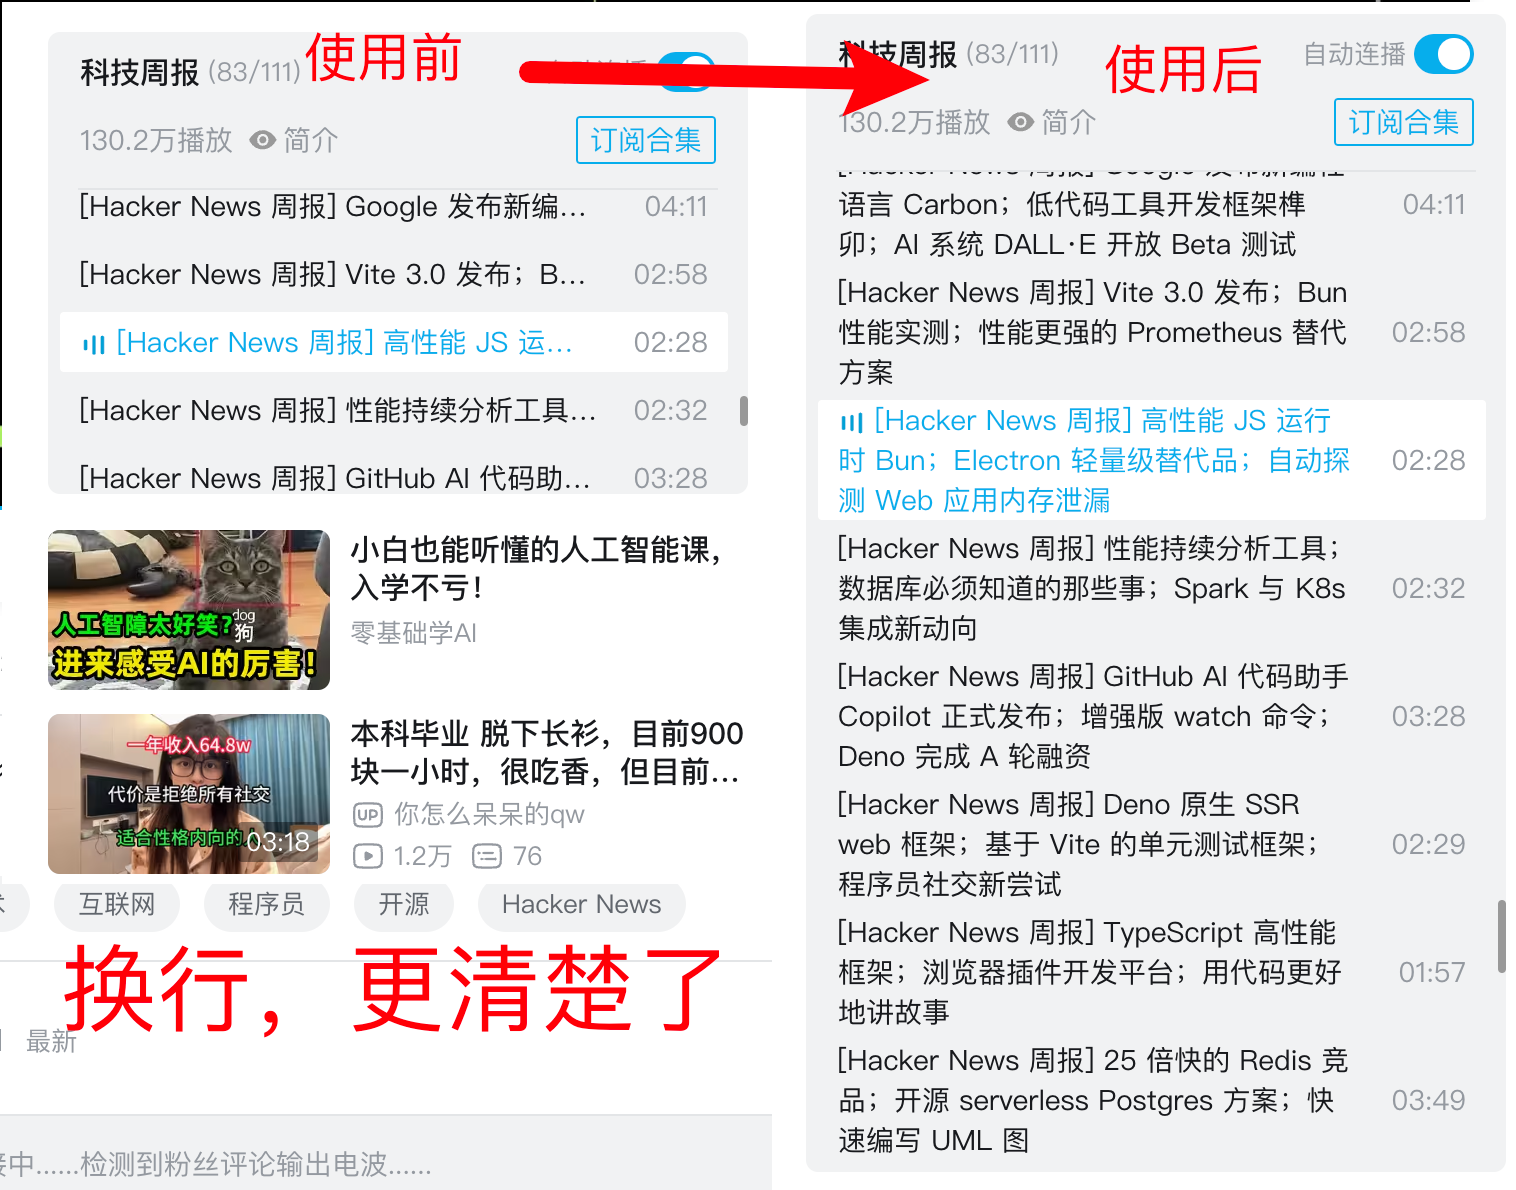 科技周报 (83/111)
使用前
130.2万播放 简介
订阅合集
[Hacker News 周报] Google 发布新编… 04:11
[Hacker News 周报] Vite 3.0 发布；B… 02:58
[Hacker News 周报] 高性能 JS 运… 02:28
[Hacker News 周报] 性能持续分析工具… 02:32
[Hacker News 周报] GitHub AI 代码助… 03:28
dog
狗
人工智障太好笑?
进来感受AI的厉害!
小白也能听懂的人工智能课，
入学不亏！
零基础学AI
一年收入64.8w
代价是拒绝所有社交
适合性格内向的
03:18
本科毕业 脱下长衫，目前900
块一小时，很吃香，但目前…
UP 你怎么呆呆的qw
1.2万 76
互联网 程序员 开源 Hacker News
换行，更清楚了
最新
接中……检测到粉丝评论输出电波……
科技周报 (83/111)
使用后
自动连播
130.2万播放 简介
订阅合集
[Hacker News 周报] Google 发布新编程
语言 Carbon；低代码工具开发框架榫 04:11
卯；AI 系统 DALL·E 开放 Beta 测试
[Hacker News 周报] Vite 3.0 发布；Bun
性能实测；性能更强的 Prometheus 替代 02:58
方案
[Hacker News 周报] 高性能 JS 运行
时 Bun；Electron 轻量级替代品；自动探 02:28
测 Web 应用内存泄漏
[Hacker News 周报] 性能持续分析工具；
数据库必须知道的那些事；Spark 与 K8s 02:32
集成新动向
[Hacker News 周报] GitHub AI 代码助手
Copilot 正式发布；增强版 watch 命令； 03:28
Deno 完成 A 轮融资
[Hacker News 周报] Deno 原生 SSR
web 框架；基于 Vite 的单元测试框架； 02:29
程序员社交新尝试
[Hacker News 周报] TypeScript 高性能
框架；浏览器插件开发平台；用代码更好 01:57
地讲故事
[Hacker News 周报] 25 倍快的 Redis 竞
品；开源 serverless Postgres 方案；快 03:49
速编写 UML 图